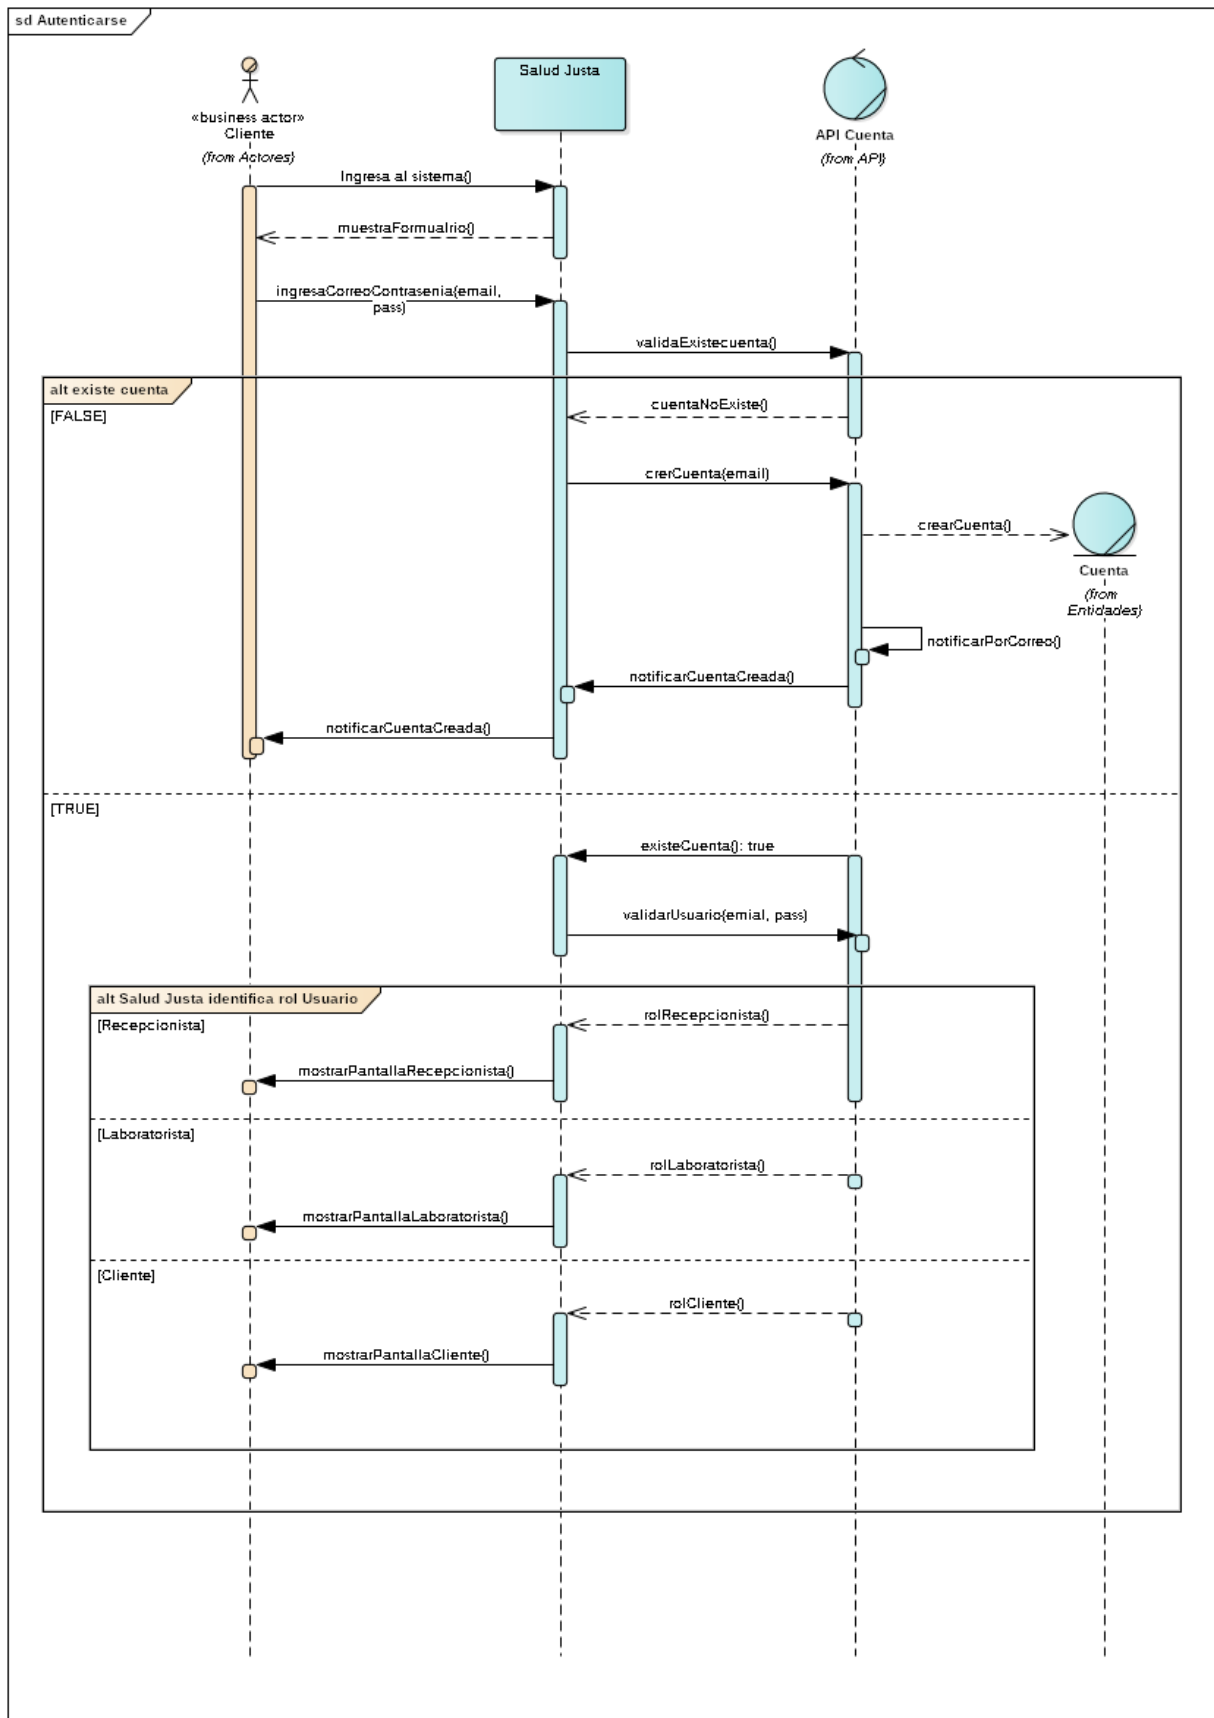 sd Autenticarse
«business actor»
Cliente
(from Actores)
Salud Justa
API Cuenta
(from API)
Ingresa al sistema()
muestraFormualrio()
ingresaCorreoContrasenia(email,
pass)
validaExistecuenta()
alt existe cuenta
[FALSE]
cuentaNoExiste()
crerCuenta(email)
crearCuenta()
Cuenta
(from
Entidades)
notificarPorCorreo()
notificarCuentaCreada()
notificarCuentaCreada()
[TRUE]
existeCuenta(): true
validarUsuario(emial, pass)
alt Salud Justa identifica rol Usuario
[Recepcionista]
rolRecepcionista()
mostrarPantallaRecepcionista()
[Laboratorista]
rolLaboratorista()
mostrarPantallaLaboratorista()
[Cliente]
rolCliente()
mostrarPantallaCliente()